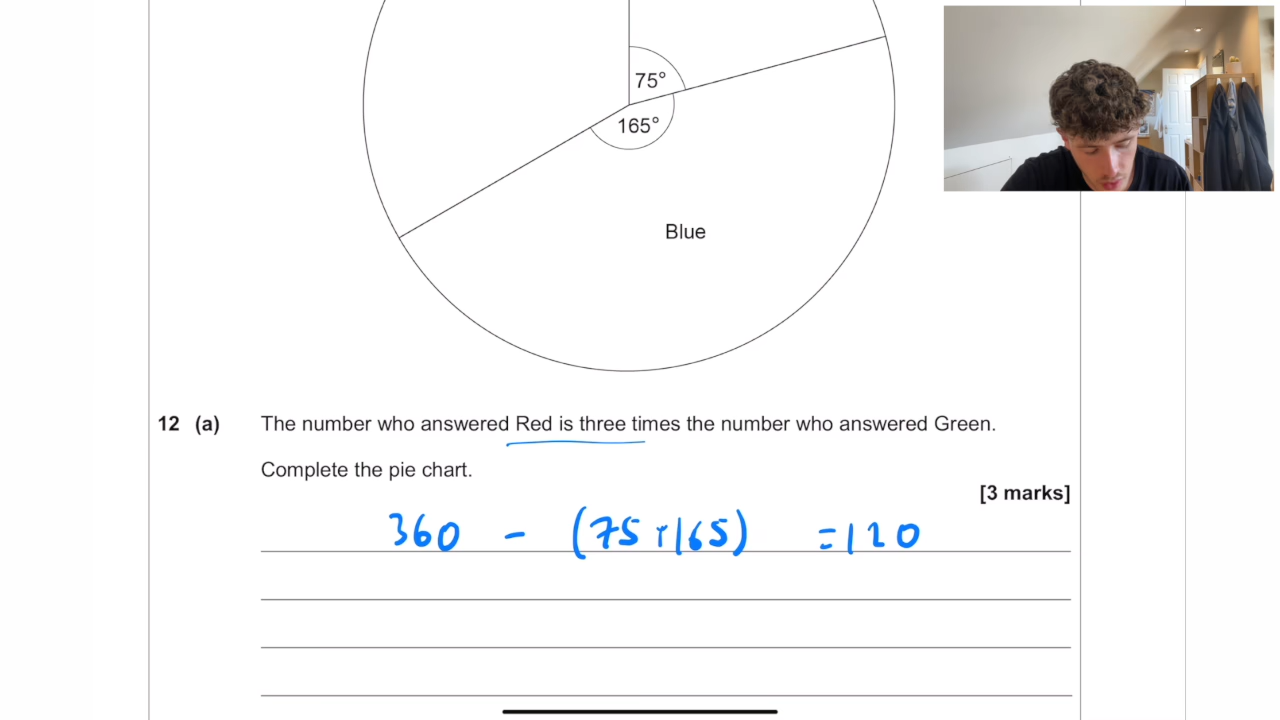 75°
165°
Blue
12 (a) The number who answered Red is three times the number who answered Green.
Complete the pie chart.
[3 marks]
360 - (75+165) =120